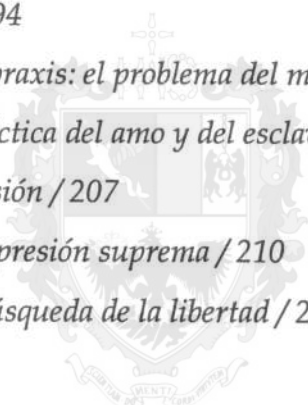 94
praxis: el problema del m
ctica del amo y del escla
sión / 207
presión suprema / 210
úsqueda de la libertad / 2